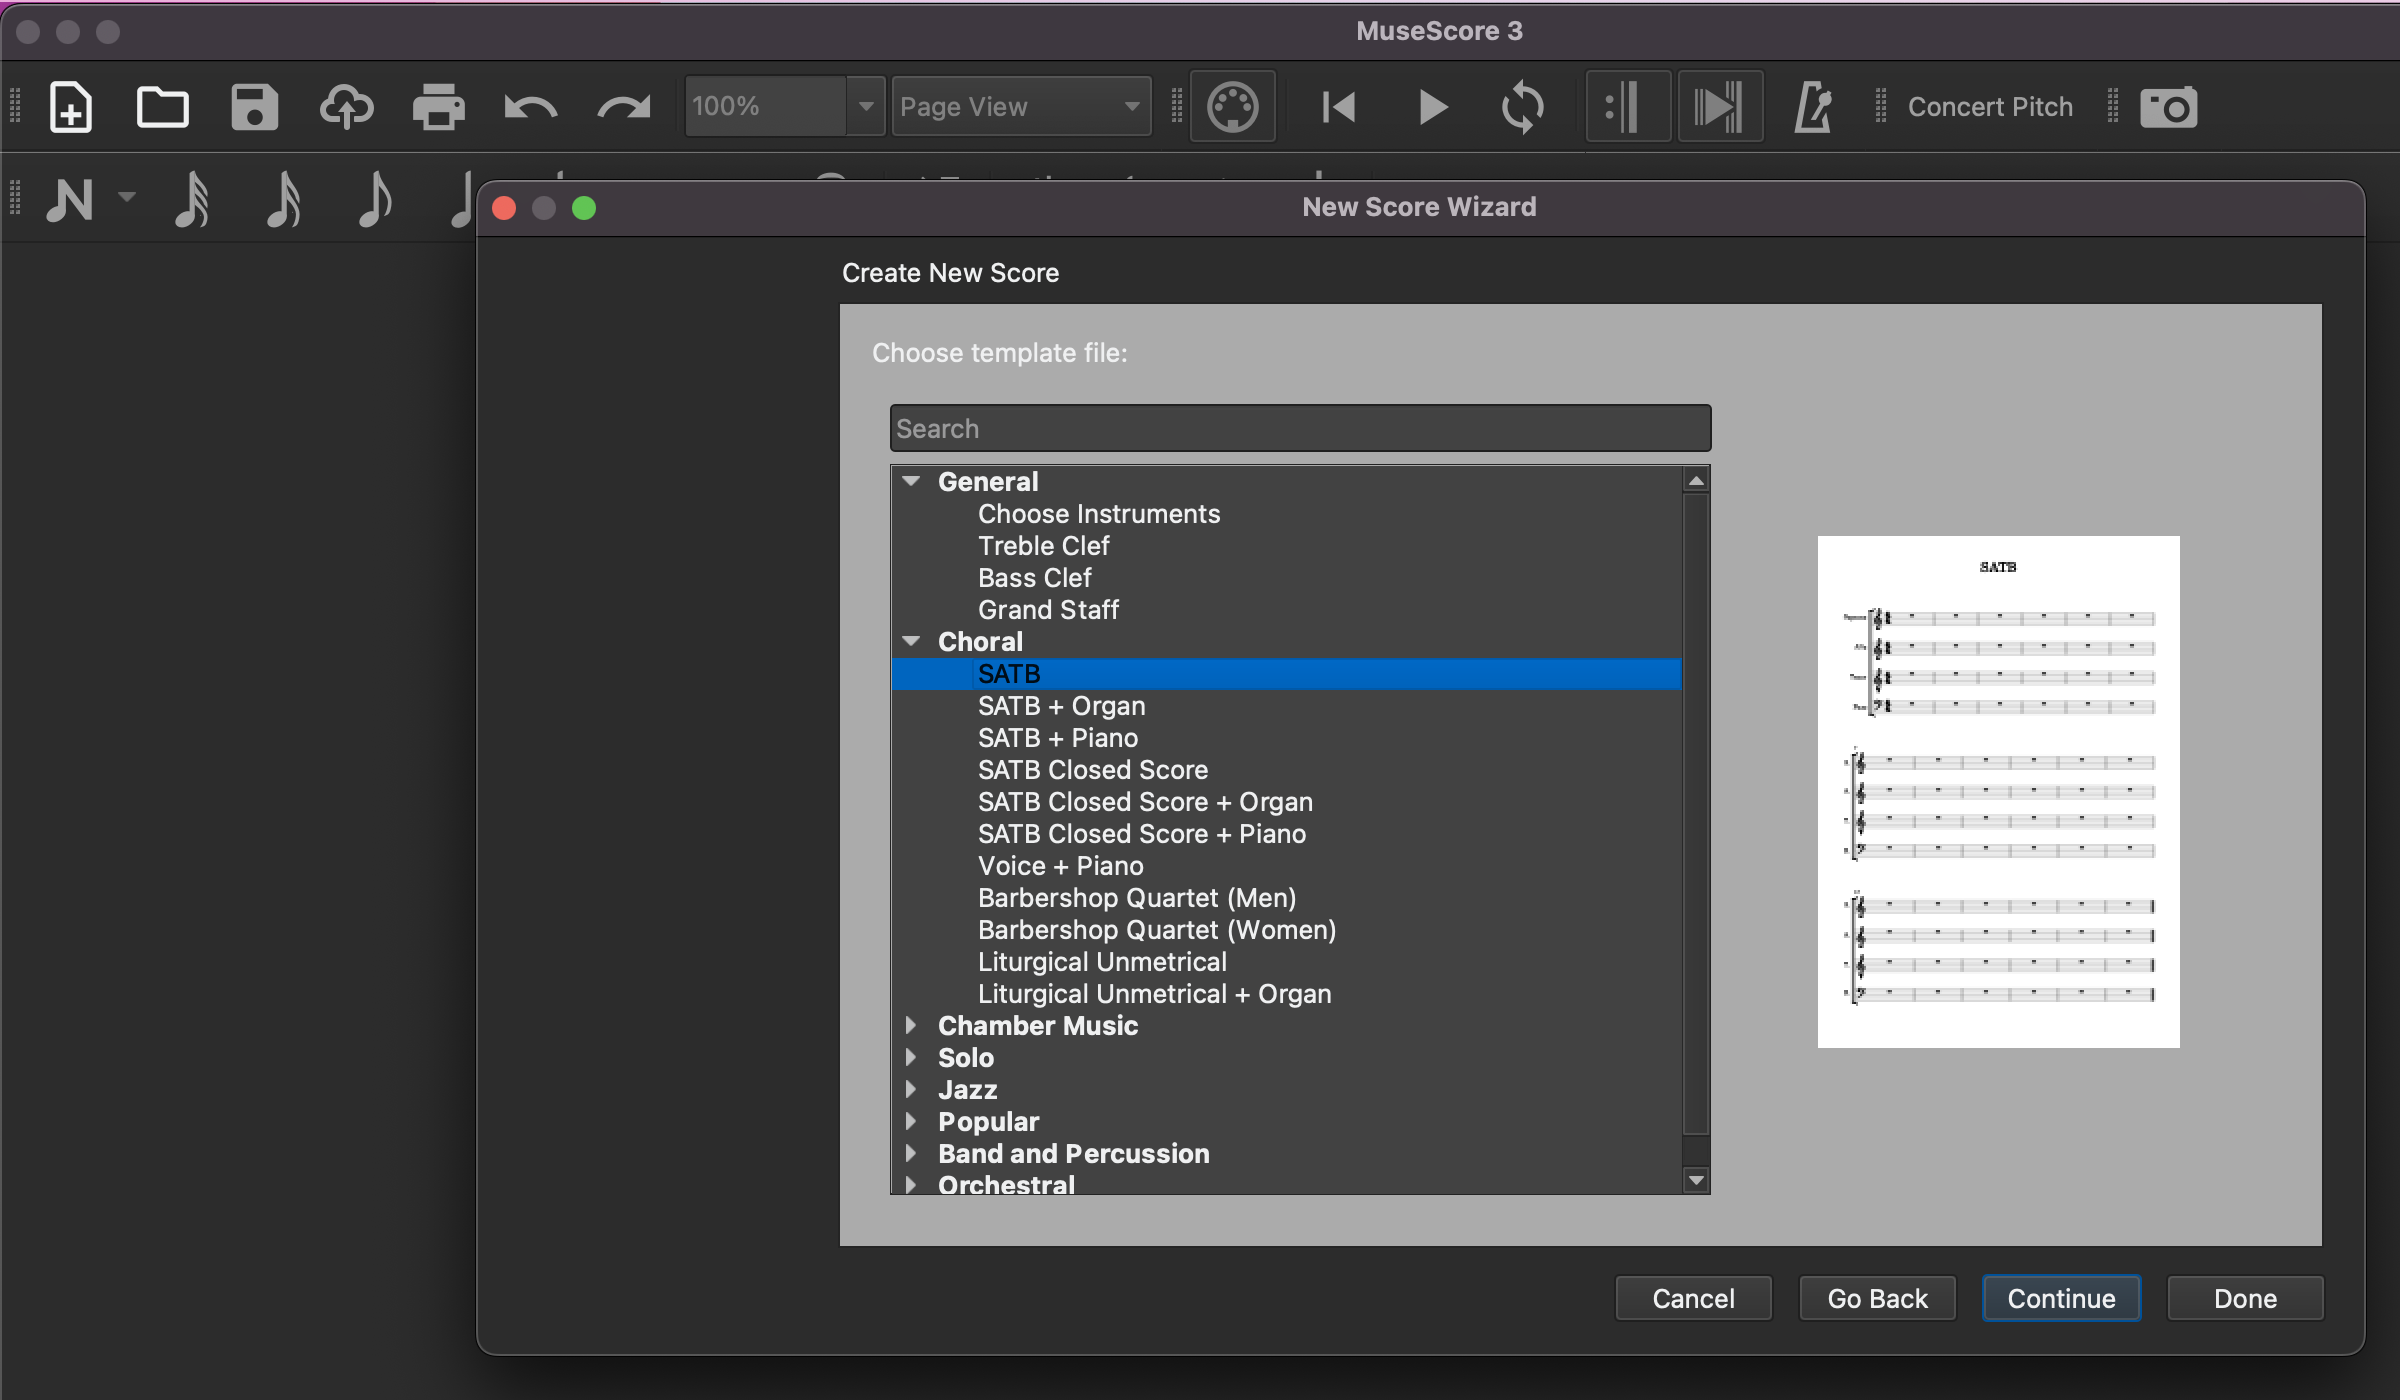 MuseScore 3
100%
Page View
Concert Pitch
New Score Wizard
Create New Score
Choose template file:
Search
General
Choose Instruments
Treble Clef
Bass Clef
Grand Staff
Choral
SATB
SATB + Organ
SATB + Piano
SATB Closed Score
SATB Closed Score + Organ
SATB Closed Score + Piano
Voice + Piano
Barbershop Quartet (Men)
Barbershop Quartet (Women)
Liturgical Unmetrical
Liturgical Unmetrical + Organ
Chamber Music
Solo
Jazz
Popular
Band and Percussion
Orchestral
SATB
Cancel
Go Back
Continue
Done